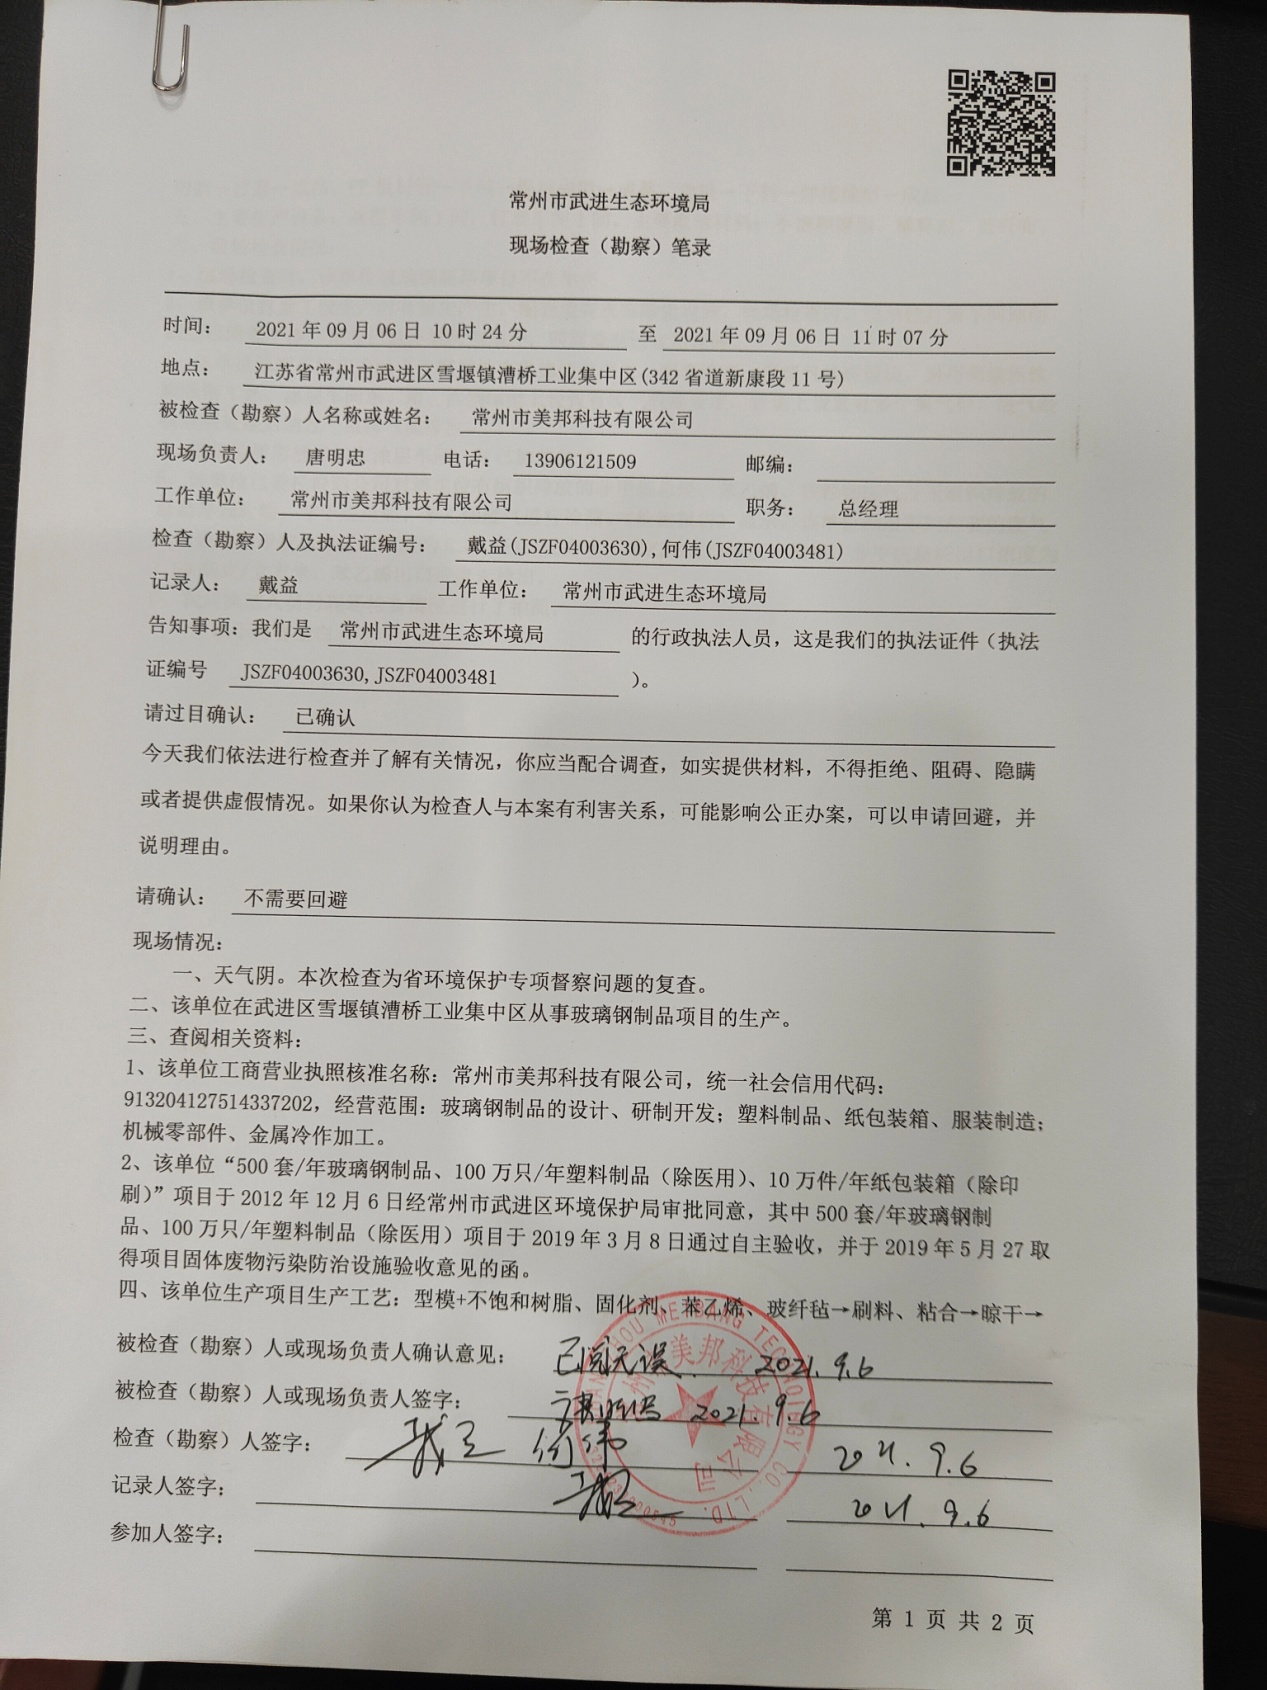 常州市武进生态环境局
现场检查（勘察）笔录
时间： 2021年09月06日 10时24分 至 2021年09月06日 11时07分
地点： 江苏省常州市武进区雪堰镇漕桥工业集中区(342省道新康段11号)
被检查（勘察）人名称或姓名： 常州市美邦科技有限公司
现场负责人： 唐明忠 电话： 13906121509 邮编：
工作单位： 常州市美邦科技有限公司 职务： 总经理
检查（勘察）人及执法证编号： 戴益(JSZF04003630),何伟(JSZF04003481)
记录人： 戴益 工作单位： 常州市武进生态环境局
告知事项：我们是 常州市武进生态环境局 的行政执法人员，这是我们的执法证件（执法
证编号 JSZF04003630,JSZF04003481 ）。
请过目确认： 已确认
今天我们依法进行检查并了解有关情况，你应当配合调查，如实提供材料，不得拒绝、阻碍、隐瞒
或者提供虚假情况。如果你认为检查人与本案有利害关系，可能影响公正办案，可以申请回避，并
说明理由。
请确认： 不需要回避
现场情况：
一、天气阴。本次检查为省环境保护专项督察问题的复查。
二、该单位在武进区雪堰镇漕桥工业集中区从事玻璃钢制品项目的生产。
三、查阅相关资料：
1、该单位工商营业执照核准名称：常州市美邦科技有限公司，统一社会信用代码：
913204127514337202，经营范围：玻璃钢制品的设计、研制开发；塑料制品、纸包装箱、服装制造；
机械零部件、金属冷作加工。
2、该单位“500套/年玻璃钢制品、100万只/年塑料制品（除医用）、10万件/年纸包装箱（除印
刷）”项目于2012年12月6日经常州市武进区环境保护局审批同意，其中500套/年玻璃钢制
品、100万只/年塑料制品（除医用）项目于2019年3月8日通过自主验收，并于2019年5月27取
得项目固体废物污染防治设施验收意见的函。
四、该单位生产项目生产工艺：型模+不饱和树脂、固化剂、苯乙烯、玻纤毡→刷料、粘合→晾干→
被检查（勘察）人或现场负责人确认意见： 已阅无误. 2021.9.6
被检查（勘察）人或现场负责人签字： 唐明忠 2021.9.6
检查（勘察）人签字： 戴益 何伟 2021.9.6
记录人签字： 戴益 2021.9.6
参加人签字：
第 1 页 共 2 页